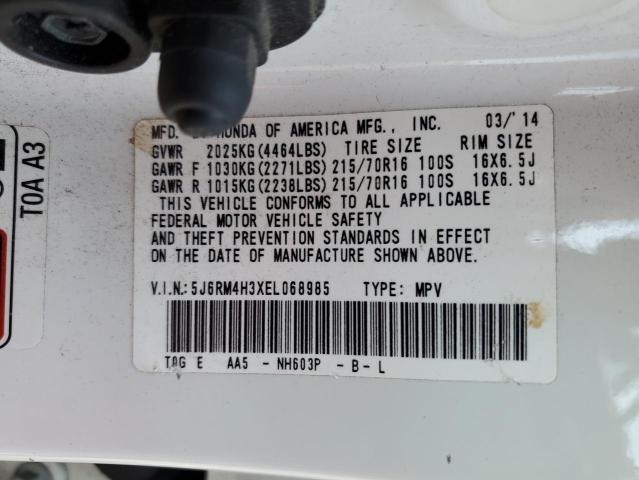 MFD. BY HONDA OF AMERICA MFG., INC. 03/'14
GVWR 2025KG(4464LBS) TIRE SIZE RIM SIZE
GAWR F 1030KG(2271LBS) 215/70R16 100S 16X6.5J
GAWR R 1015KG(2238LBS) 215/70R16 100S 16X6.5J
THIS VEHICLE CONFORMS TO ALL APPLICABLE
FEDERAL MOTOR VEHICLE SAFETY
AND THEFT PREVENTION STANDARDS IN EFFECT
ON THE DATE OF MANUFACTURE SHOWN ABOVE.
V.I.N:5J6RM4H3XEL068985 TYPE: MPV
T0G E AA5 - NH603P - B - L
T0A A3